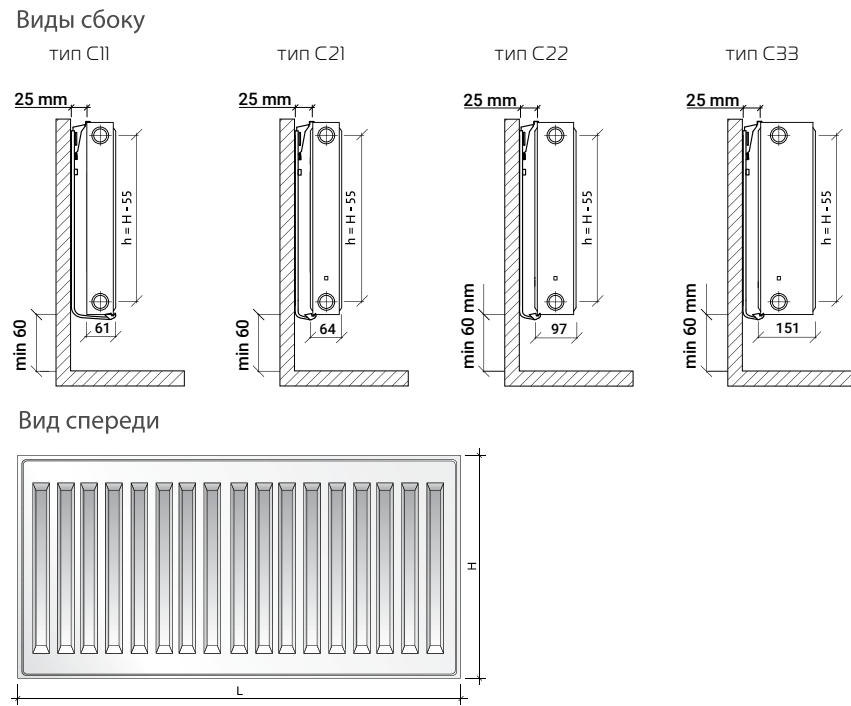 Виды сбоку
тип C11 тип C21 тип C22 тип C33
25 mm 25 mm 25 mm 25 mm
h = H - 55 h = H - 55 h = H - 55 h = H - 55
min 60 61 min 60 64 min 60 mm 97 min 60 mm 151
Вид спереди
H
L